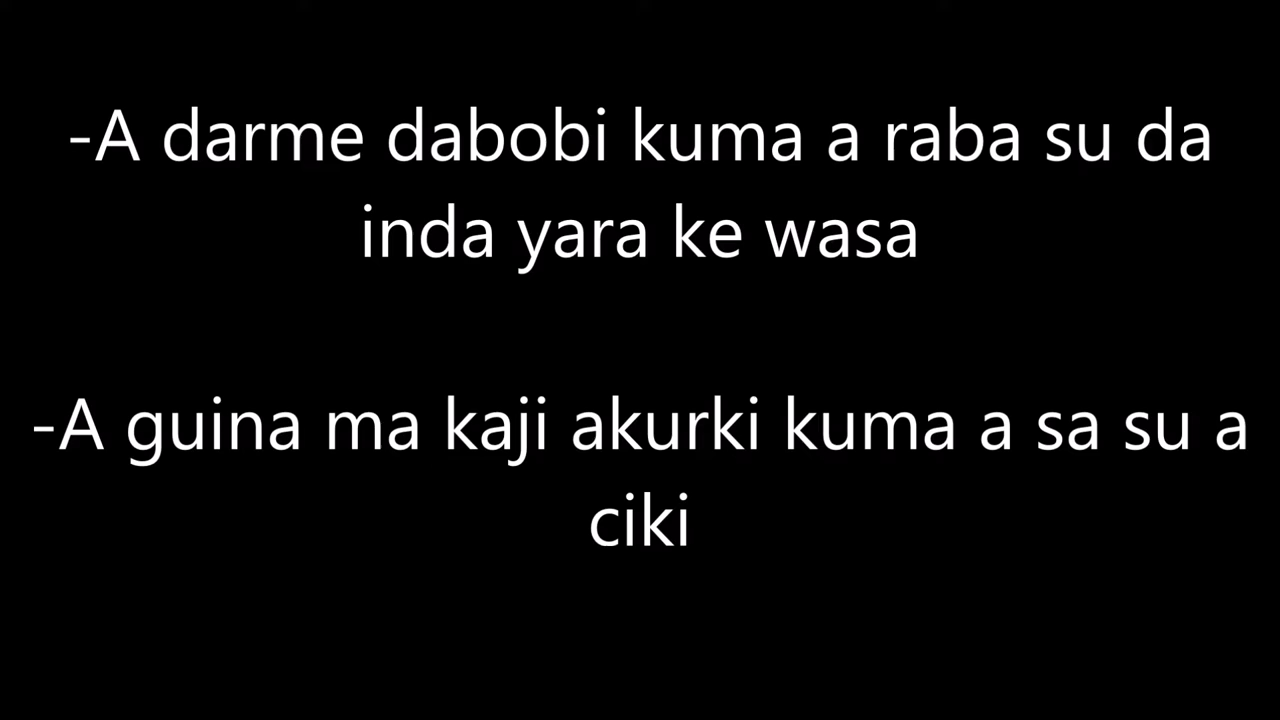 -A darme dabobi kuma a raba su da
inda yara ke wasa
-A guina ma kaji akurki kuma a sa su a
ciki